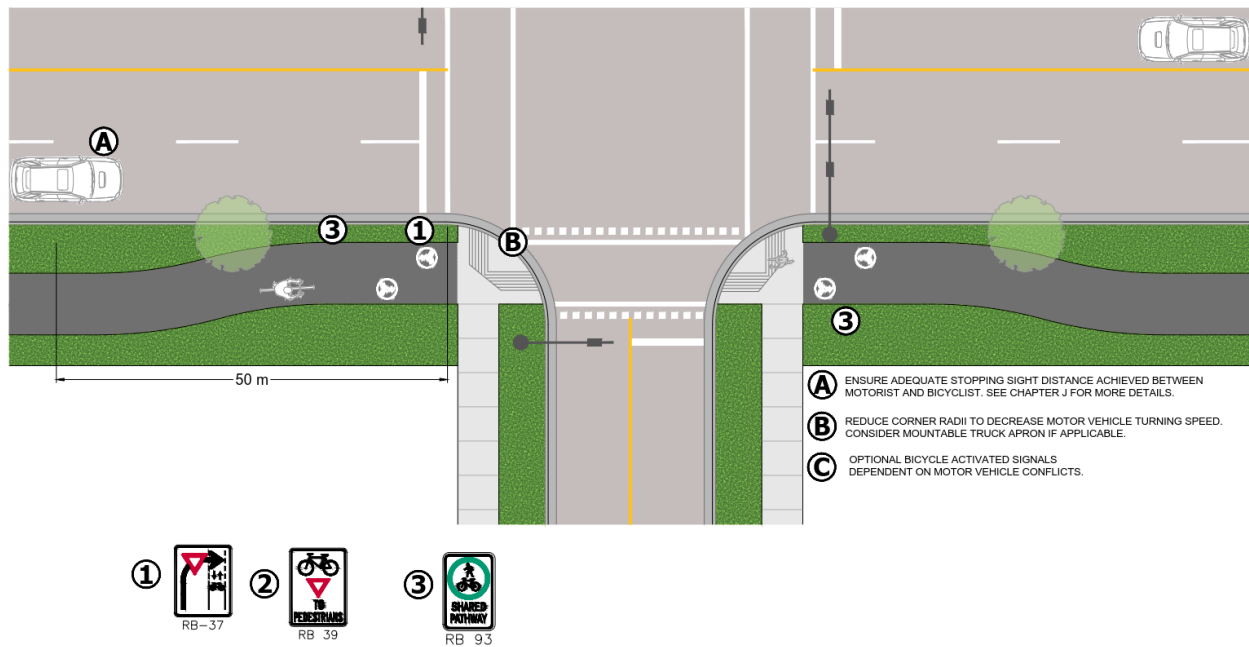 A
3
1
B
3
50 m
A ENSURE ADEQUATE STOPPING SIGHT DISTANCE ACHIEVED BETWEEN
MOTORIST AND BICYCLIST. SEE CHAPTER J FOR MORE DETAILS.
B REDUCE CORNER RADII TO DECREASE MOTOR VEHICLE TURNING SPEED.
CONSIDER MOUNTABLE TRUCK APRON IF APPLICABLE.
C OPTIONAL BICYCLE ACTIVATED SIGNALS
DEPENDENT ON MOTOR VEHICLE CONFLICTS.
1
RB-37
2
TO
PEDESTRIANS
RB 39
3
SHARED
PATHWAY
RB 93